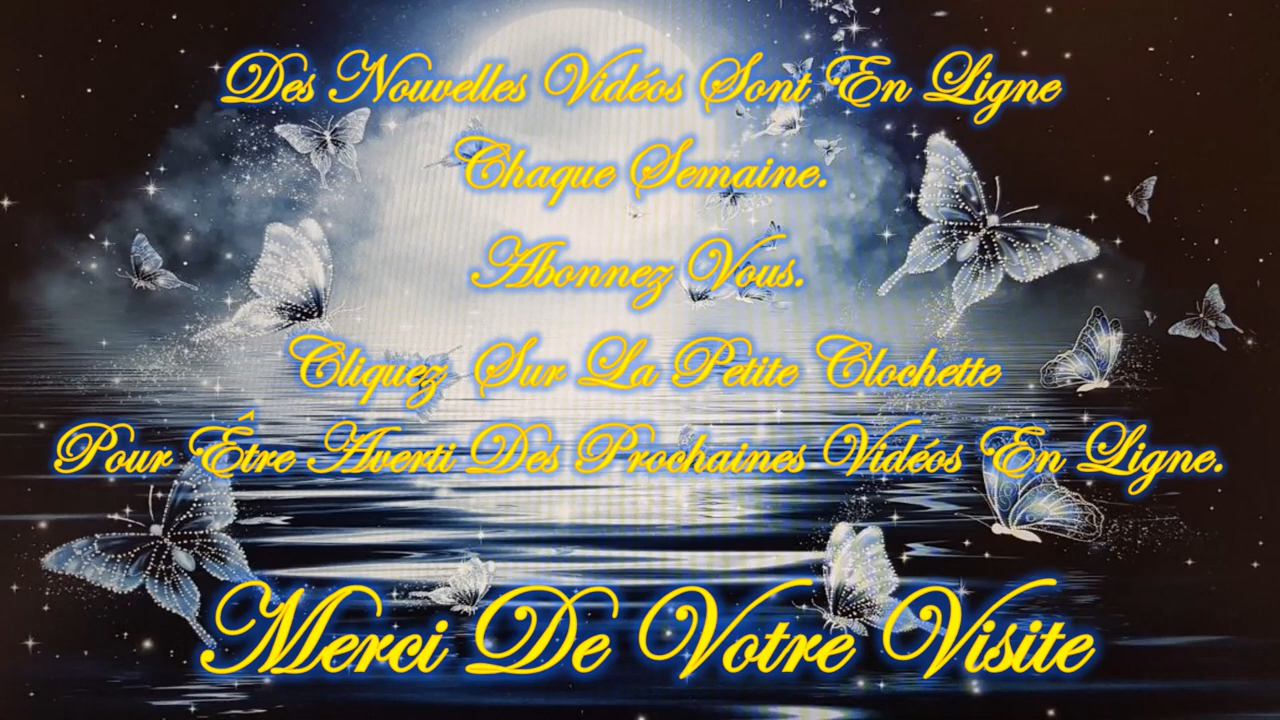 Des Nouvelles Vidéos Sont En Ligne
Chaque Semaine.
Abonnez Vous.
Cliquez Sur La Petite Clochette
Pour Être Averti Des Prochaines Vidéos En Ligne.
Merci De Votre Visite